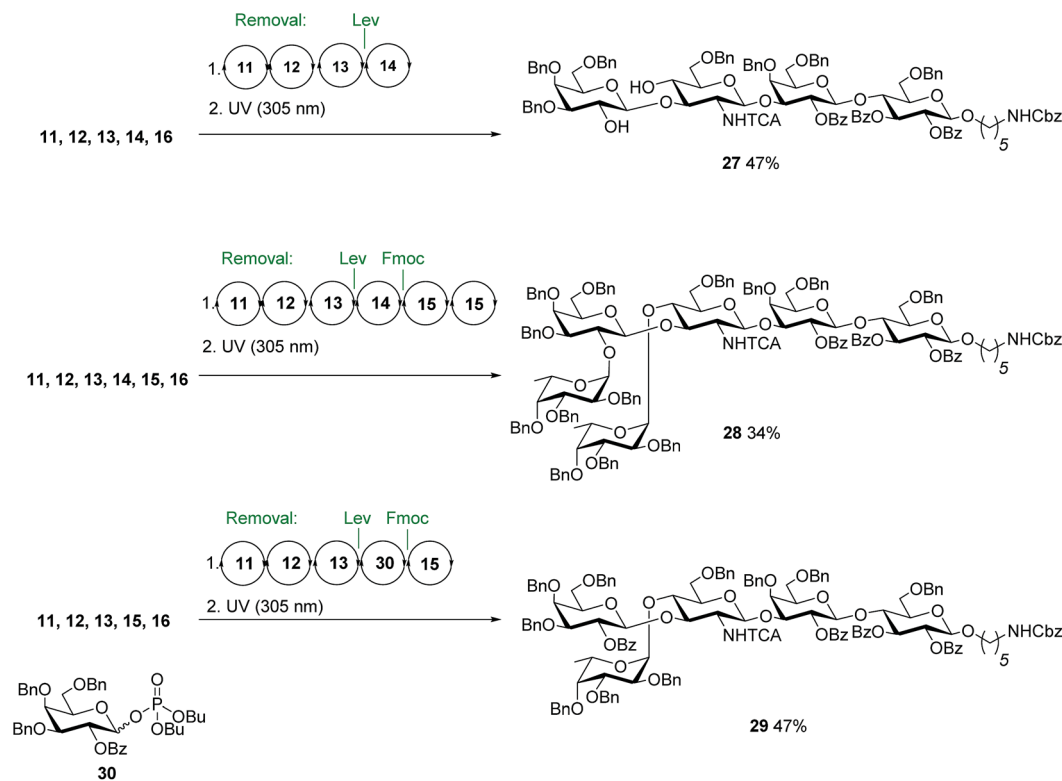 Removal: Lev
1. 11 12 13 14
2. UV (305 nm)
11, 12, 13, 14, 16
BnO OBn OBn BnO OBn
BnO O HO O O OBn
BnO O O O O O NHCbz
OH NHTCA OBz BzO OBz 5
27 47%
Removal: Lev Fmoc
1. 11 12 13 14 15 15
2. UV (305 nm)
11, 12, 13, 14, 15, 16
BnO OBn OBn BnO OBn
O O O O OBn
BnO O O O O O NHCbz
O NHTCA OBz BzO OBz 5
O OBn
OBn
BnO O OBn
OBn
BnO
28 34%
Removal: Lev Fmoc
1. 11 12 13 30 15
2. UV (305 nm)
11, 12, 13, 15, 16
BnO OBn OBn BnO OBn
O O O O OBn
BnO O O O O O NHCbz
OBz NHTCA OBz BzO OBz 5
O O OBn
OBn
BnO
29 47%
BnO OBn O
O O P OBu
BnO OBu
OBz
30